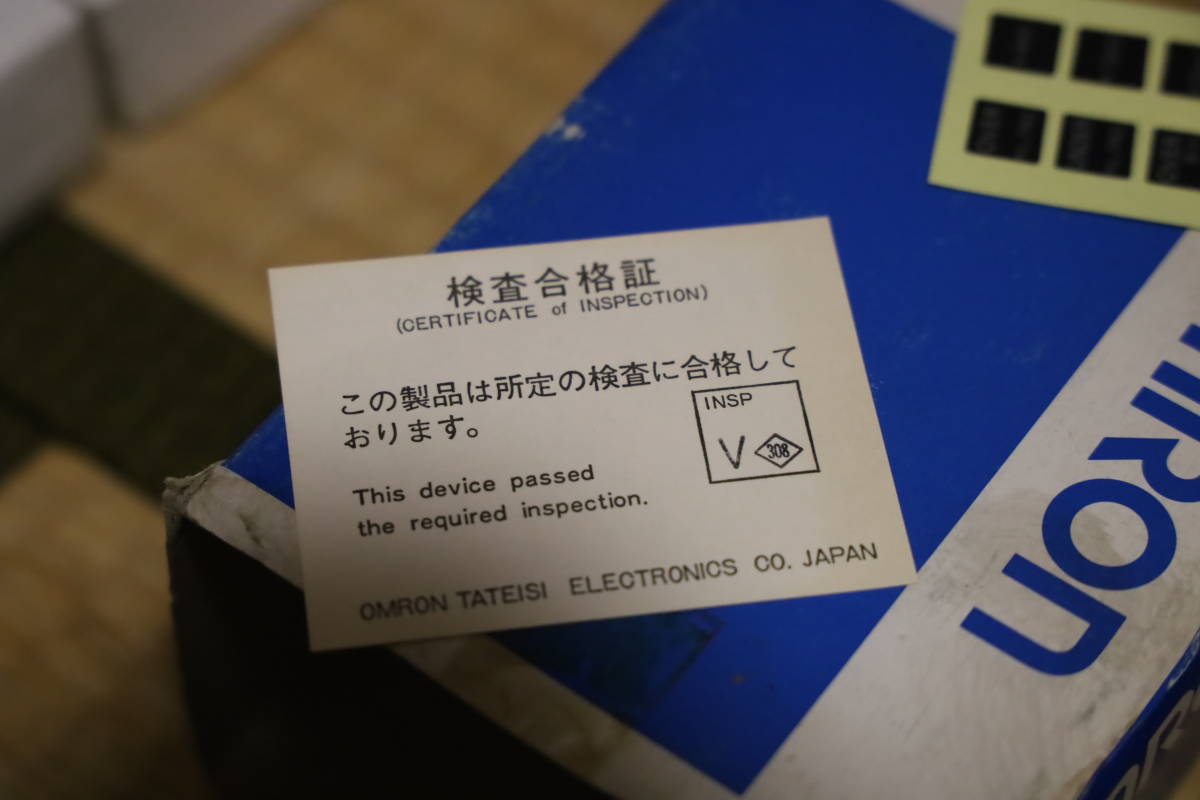 検査合格証
(CERTIFICATE of INSPECTION)
この製品は所定の検査に合格して
おります。
INSP
V 308
This device passed
the required inspection.
OMRON TATEISI ELECTRONICS CO. JAPAN
mRon